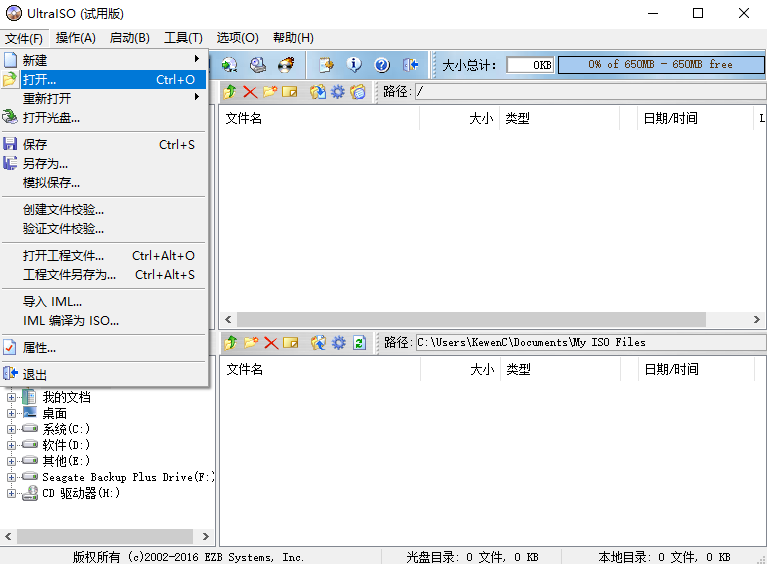 UltraISO (试用版)
文件(F) 操作(A) 启动(B) 工具(T) 选项(O) 帮助(H)
新建
打开... Ctrl+O
重新打开
打开光盘...
保存 Ctrl+S
另存为...
模拟保存...
创建文件校验...
验证文件校验...
打开工程文件... Ctrl+Alt+O
工程文件另存为... Ctrl+Alt+S
导入 IML...
IML 编译为 ISO...
属性...
退出
大小总计: 0KB 0% of 650MB - 650MB free
路径: /
文件名 大小 类型 日期/时间 L
路径: C:\Users\KewenC\Documents\My ISO Files
文件名 大小 类型 日期/时间
我的文档
桌面
系统(C:)
软件(D:)
其他(E:)
Seagate Backup Plus Drive(F:)
CD 驱动器(H:)
版权所有 (c)2002-2016 EZB Systems, Inc. 光盘目录: 0 文件, 0 KB 本地目录: 0 文件, 0 KB